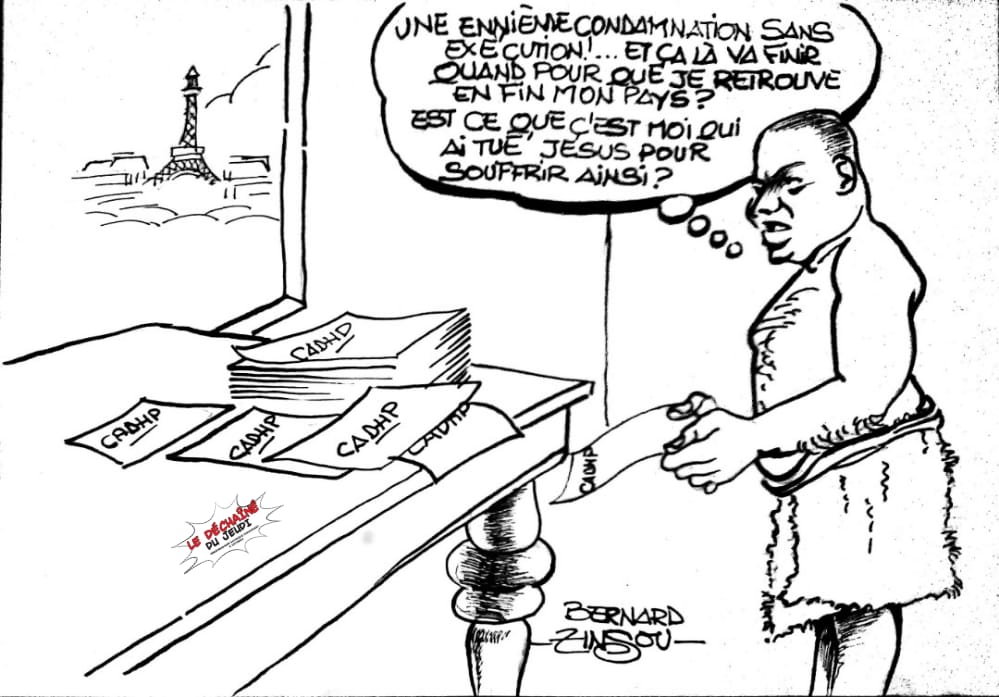 UNE ENNIÈME CONDAMNATION SANS
EXÉCUTION!... ET ÇA LÀ VA FINIR
QUAND POUR QUE JE RETROUVE
EN FIN MON PAYS?
EST CE QUE C'EST MOI QUI
AI TUÉ JESUS POUR
SOUFFRIR AINSI?
CADHP
CADHP
CADHP
CADHP
CADHP
CADHP
LE DÉCHAÎNÉ
DU JEUDI
BERNARD
ZINSOU